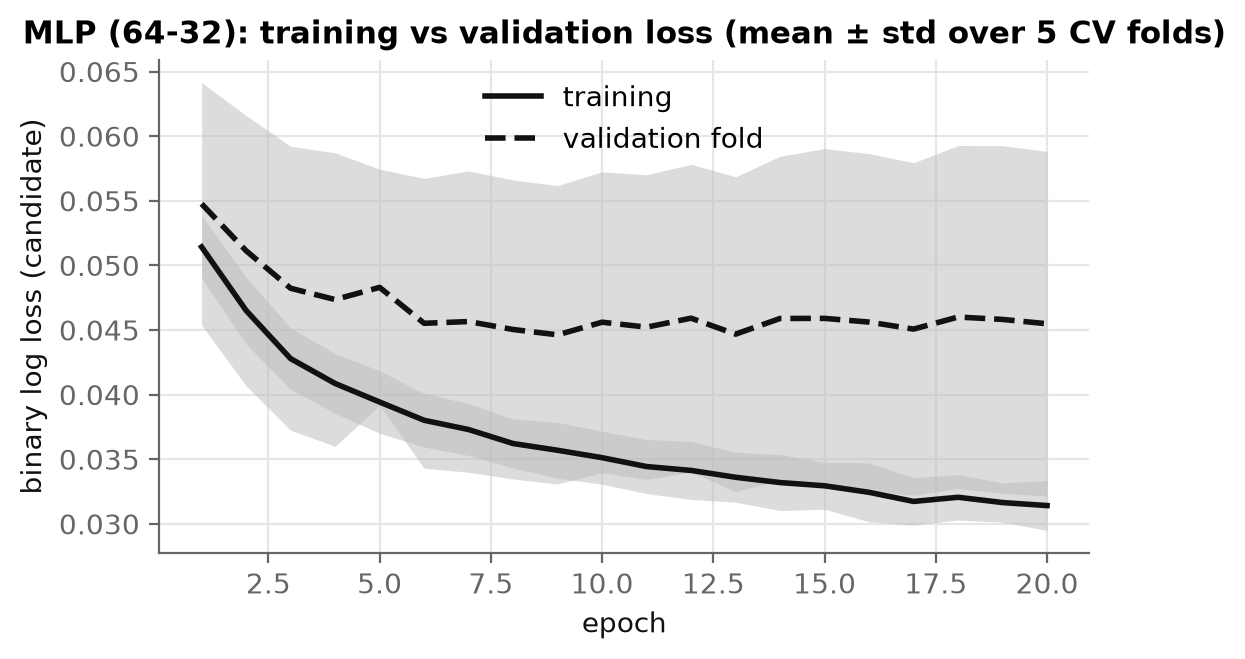 MLP (64-32): training vs validation loss (mean ± std over 5 CV folds)
training
validation fold
binary log loss (candidate)
0.065
0.060
0.055
0.050
0.045
0.040
0.035
0.030
2.5 5.0 7.5 10.0 12.5 15.0 17.5 20.0
epoch